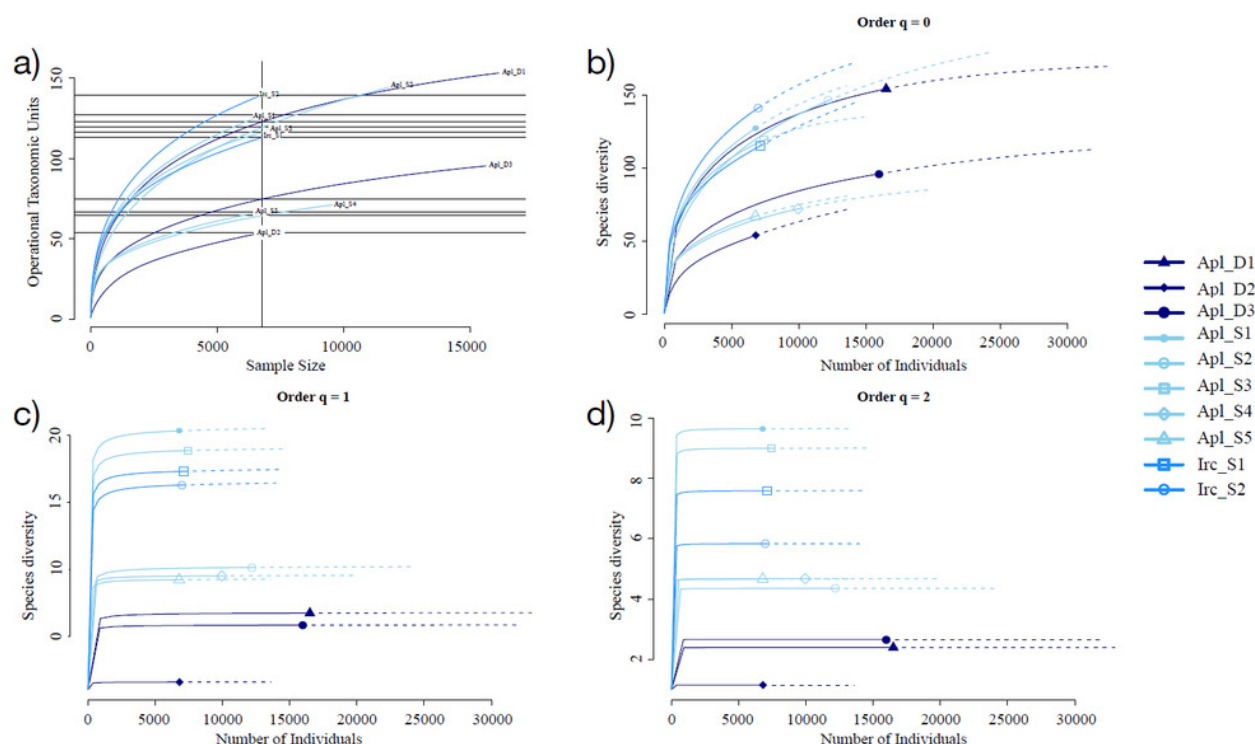 a)
Operational Taxonomic Units
150
100
50
0
Apl_D1
Apl_S2
Irc_S2
Apl_S1
Irc_S1
Apl_D3
Apl_S4
Apl_D2
0
5000
10000
15000
Sample Size
b)
Order q = 0
Species diversity
150
100
50
0
0
5000
10000
15000
20000
25000
30000
Number of Individuals
Apl_D1
Apl_D2
Apl_D3
Apl_S1
Apl_S2
Apl_S3
Apl_S4
Apl_S5
Irc_S1
Irc_S2
c)
Order q = 1
Species diversity
20
15
10
0
0
5000
10000
15000
20000
25000
30000
Number of Individuals
d)
Order q = 2
Species diversity
10
8
6
4
2
0
5000
10000
15000
20000
25000
30000
Number of Individuals